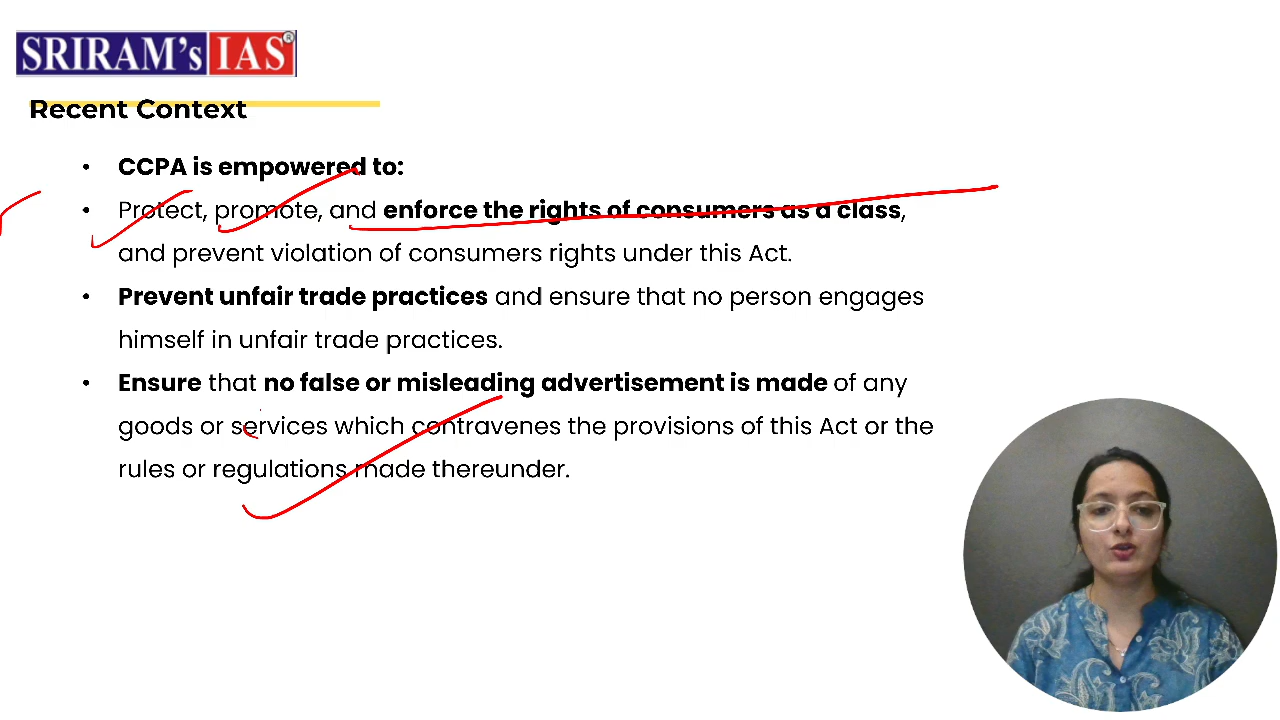 SRIRAM's IAS®
Recent Context
• CCPA is empowered to:
• Protect, promote, and enforce the rights of consumers as a class,
and prevent violation of consumers rights under this Act.
• Prevent unfair trade practices and ensure that no person engages
himself in unfair trade practices.
• Ensure that no false or misleading advertisement is made of any
goods or services which contravenes the provisions of this Act or the
rules or regulations made thereunder.